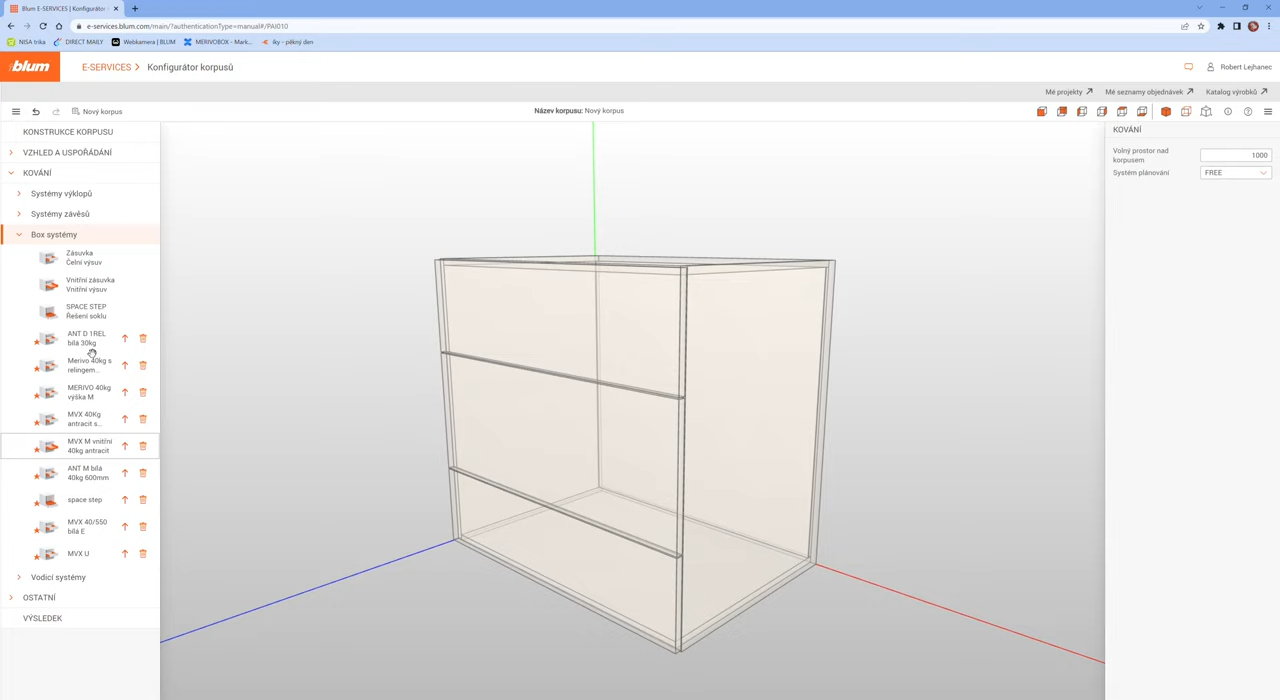 Blum E-SERVICES | Konfigurátor
e-services.blum.com/main/?authenticationType=manual#/PAI010
NISA trika
DIRECT MAILY
Webkamera | BLUM
MERIVOBOX - Mark...
iky - pěkný den
blum
E-SERVICES
Konfigurátor korpusů
Robert Lejhanec
Mé projekty
Mé seznamy objednávek
Katalog výrobků
Nový korpus
Název korpusu: Nový korpus
KONSTRUKCE KORPUSU
VZHLED A USPOŘÁDÁNÍ
KOVÁNÍ
Systémy výklopů
Systémy závěsů
Box systémy
Zásuvka
Čelní výsuv
Vnitřní zásuvka
Vnitřní výsuv
SPACE STEP
Řešení soklu
ANT D 1REL
bílá 30kg
Merivo 40kg s
relingem...
MERIVO 40kg
výška M
MVX 40Kg
antracit s...
MVX M vnitřní
40kg antracit
ANT M bílá
40kg 600mm
space step
MVX 40/550
bílá E
MVX U
Vodicí systémy
OSTATNÍ
VÝSLEDEK
KOVÁNÍ
Volný prostor nad
korpusem
1000
Systém plánování
FREE